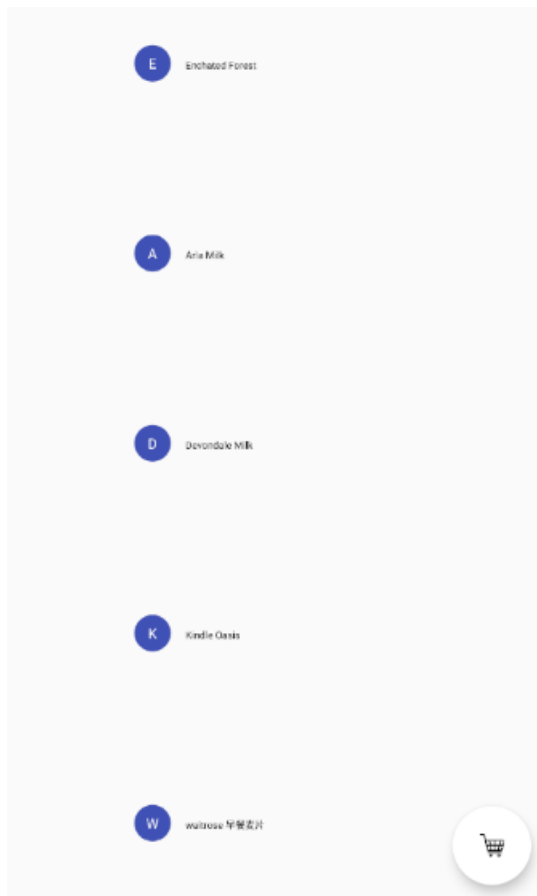 E
Enchated Forest
A
Aria Milk
D
Devondale Milk
K
Kindle Oasis
W
waitrose 早餐麦片